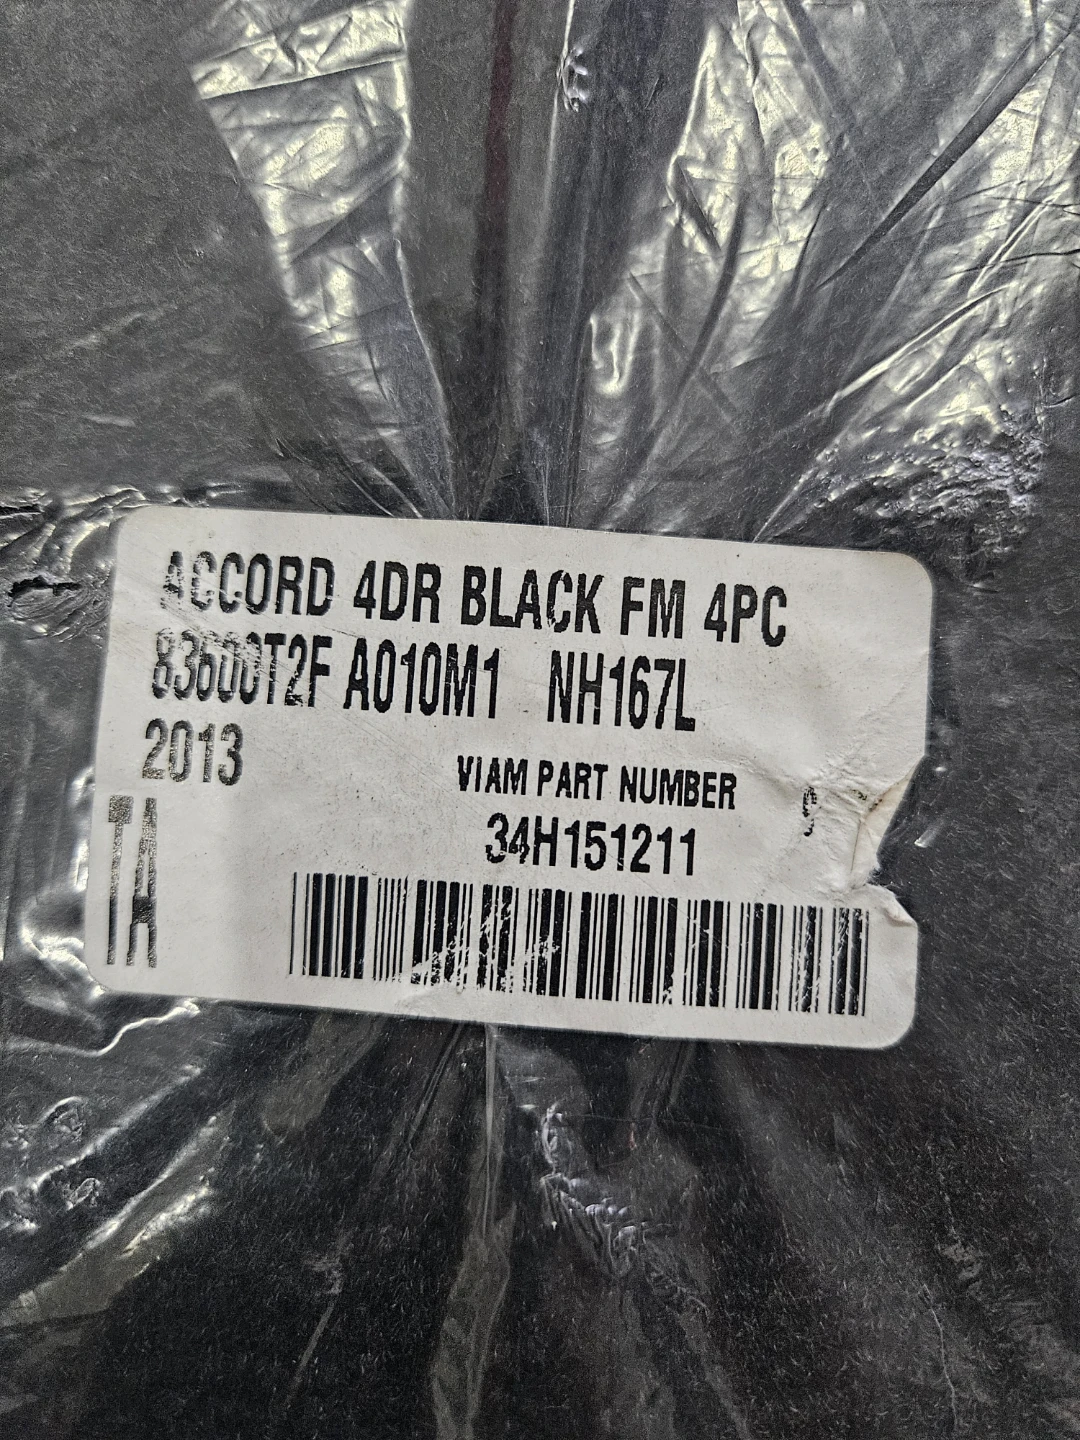 ACCORD 4DR BLACK FM 4PC
83600T2F A010M1 NH167L
2013
VIAM PART NUMBER
34H151211
TA